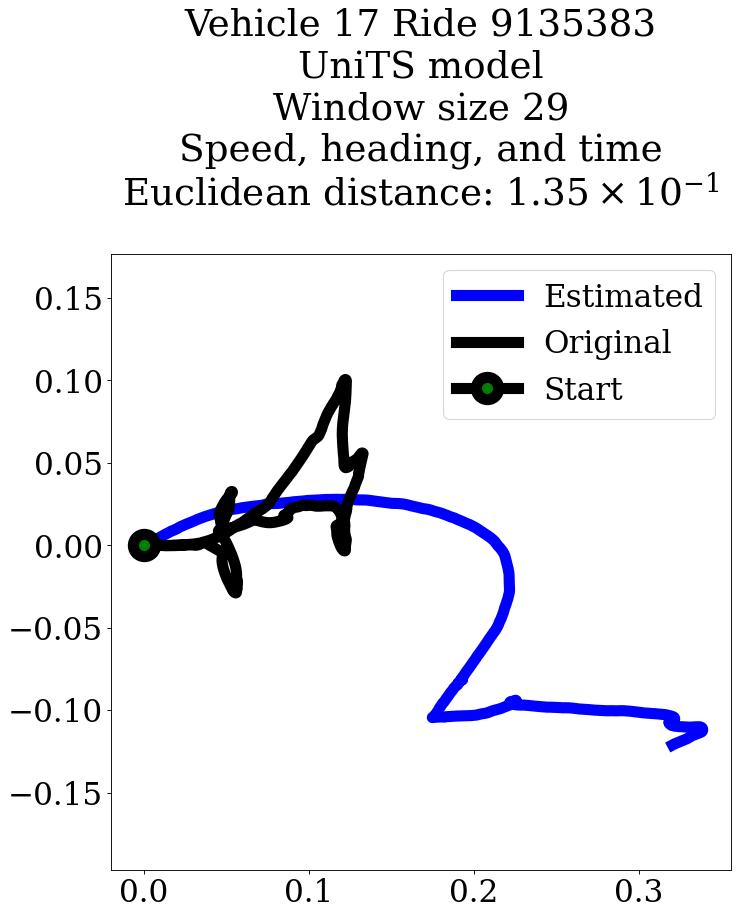 Vehicle 17 Ride 9135383
UniTS model
Window size 29
Speed, heading, and time
Euclidean distance: 1.35 × 10⁻¹
Estimated
Original
Start
0.15
0.10
0.05
0.00
−0.05
−0.10
−0.15
0.0 0.1 0.2 0.3